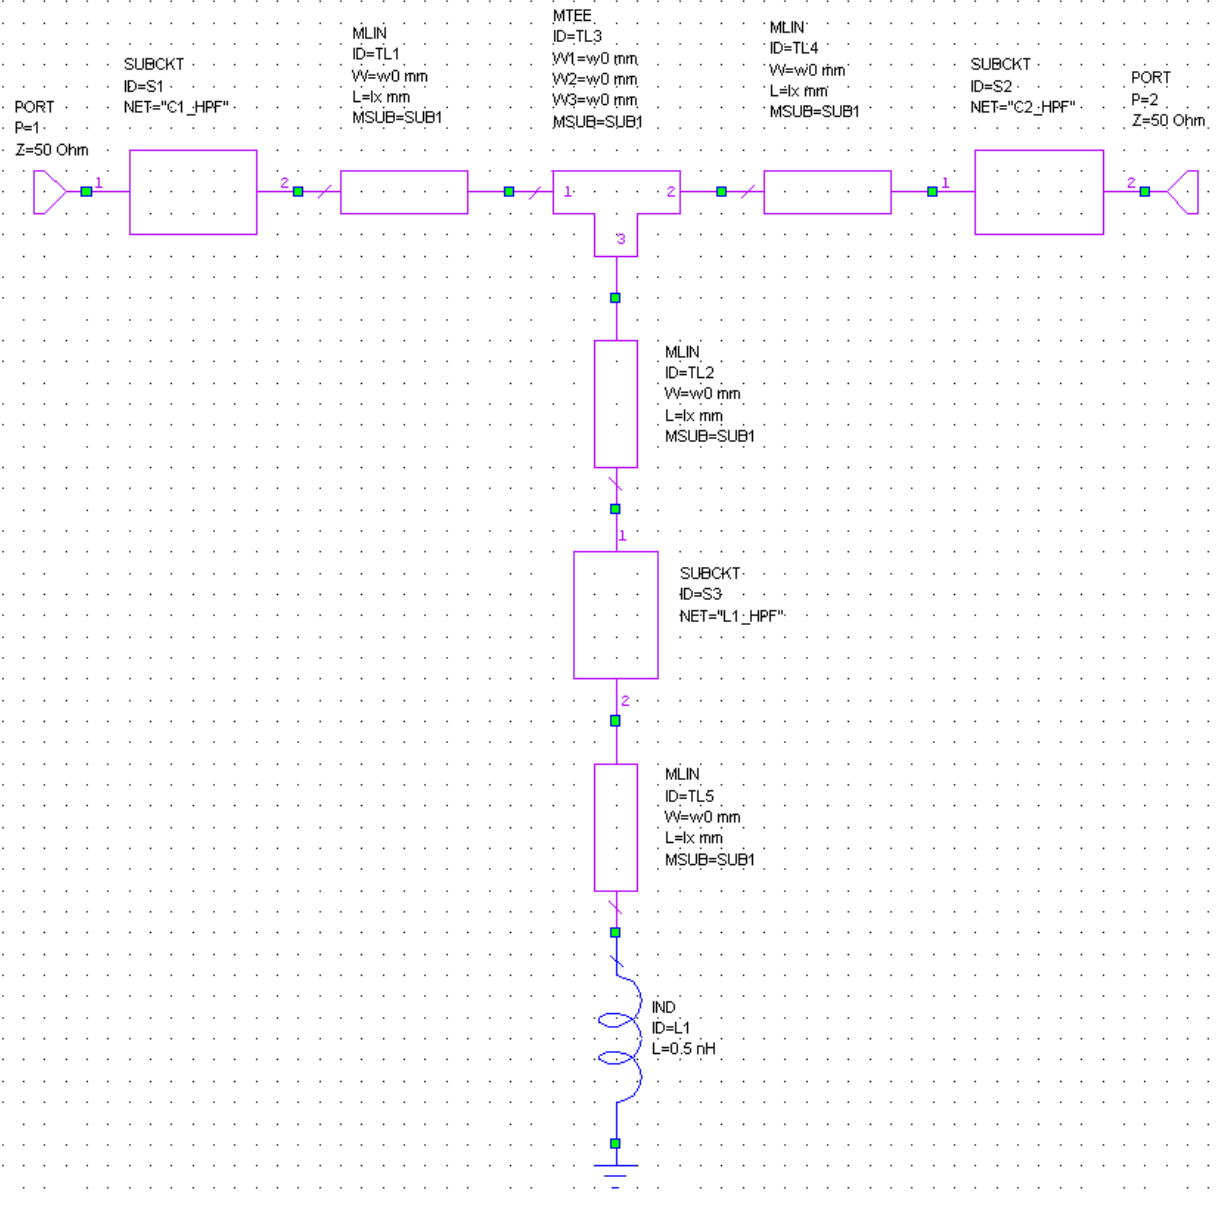 PORT
P=1
Z=50 Ohm
SUBCKT
ID=S1
NET="C1_HPF"
1
2
MLIN
ID=TL1
W=w0 mm
L=lx mm
MSUB=SUB1
MTEE
ID=TL3
W1=w0 mm
W2=w0 mm
W3=w0 mm
MSUB=SUB1
1
2
3
MLIN
ID=TL4
W=w0 mm
L=lx mm
MSUB=SUB1
SUBCKT
ID=S2
NET="C2_HPF"
1
2
PORT
P=2
Z=50 Ohm
MLIN
ID=TL2
W=w0 mm
L=lx mm
MSUB=SUB1
1
SUBCKT
ID=S3
NET="L1_HPF"
2
MLIN
ID=TL5
W=w0 mm
L=lx mm
MSUB=SUB1
IND
ID=L1
L=0.5 nH